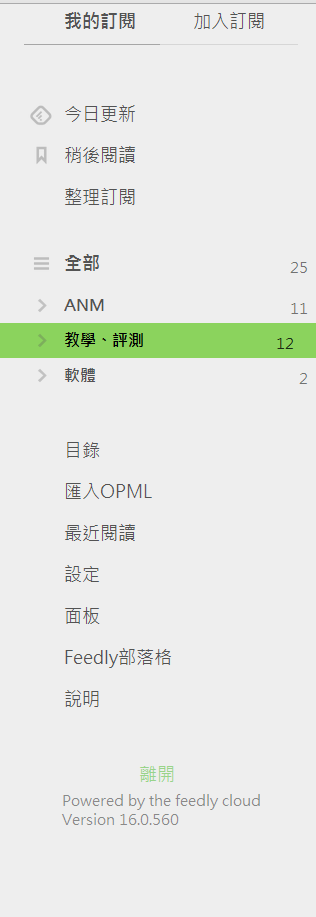 我的訂閱 加入訂閱
今日更新
稍後閱讀
整理訂閱
全部 25
ANM 11
教學、評測 12
軟體 2
目錄
匯入OPML
最近閱讀
設定
面板
Feedly部落格
說明
離開
Powered by the feedly cloud
Version 16.0.560